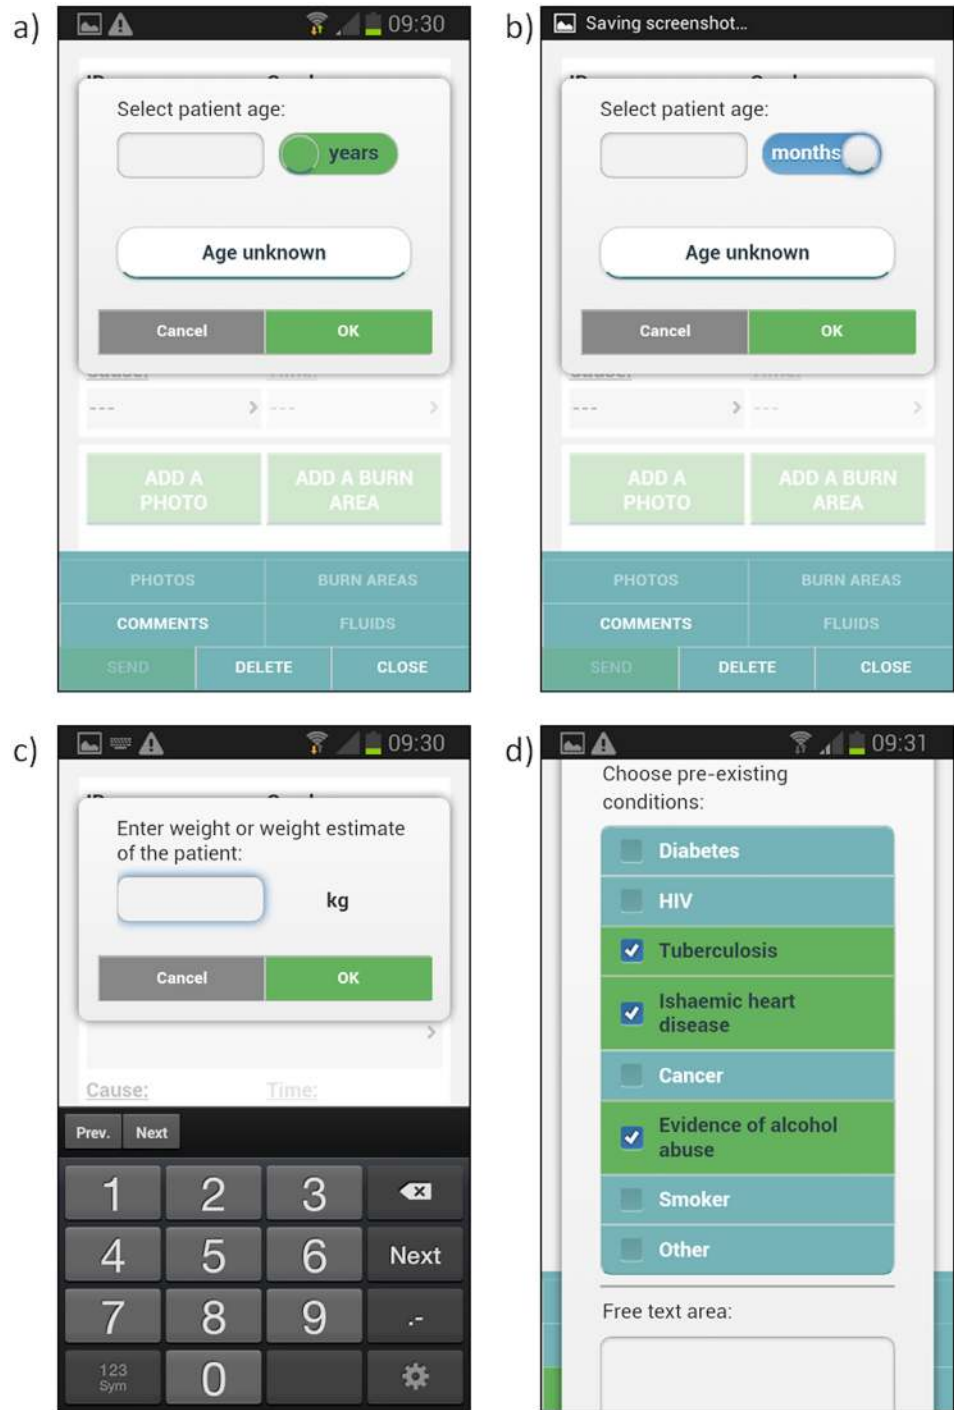 a)
09:30
Select patient age:
years
Age unknown
Cancel OK
Cause: Time:
--- > --- >
ADD A
PHOTO
ADD A BURN
AREA
PHOTOS BURN AREAS
COMMENTS FLUIDS
SEND DELETE CLOSE
b)
Saving screenshot...
Select patient age:
months
Age unknown
Cancel OK
--- > --- >
ADD A
PHOTO
ADD A BURN
AREA
PHOTOS BURN AREAS
COMMENTS FLUIDS
SEND DELETE CLOSE
c)
09:30
Enter weight or weight estimate
of the patient:
kg
Cancel OK
>
Cause: Time:
Prev. Next
1 2 3
4 5 6 Next
7 8 9 .-
123
Sym
0
d)
09:31
Choose pre-existing
conditions:
Diabetes
HIV
Tuberculosis
Ishaemic heart
disease
Cancer
Evidence of alcohol
abuse
Smoker
Other
Free text area: